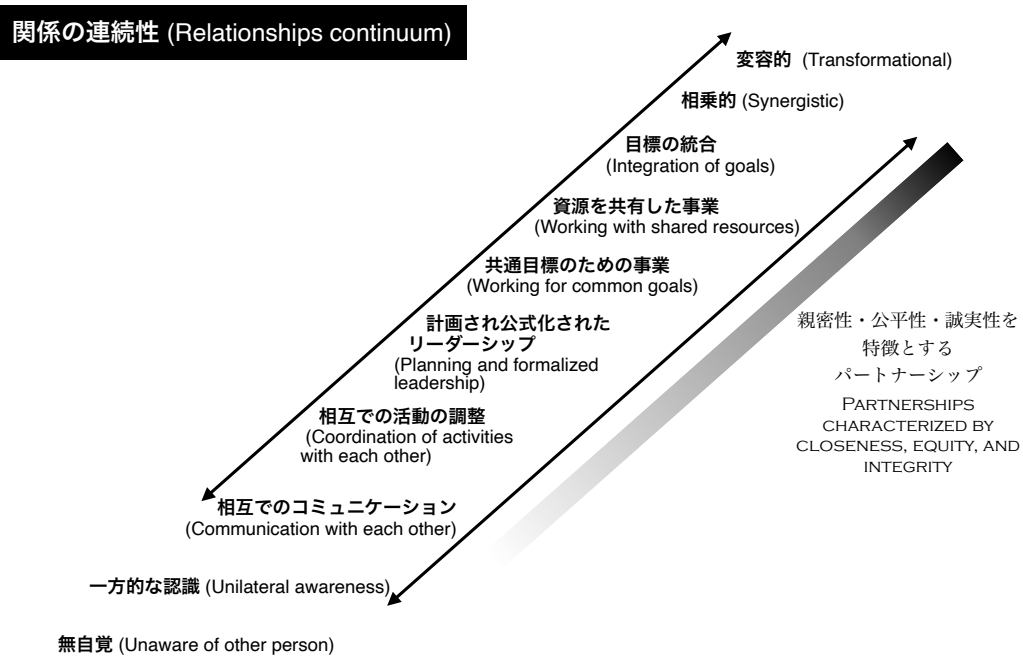 関係の連続性 (Relationships continuum)
変容的 (Transformational)
相乗的 (Synergistic)
目標の統合
(Integration of goals)
資源を共有した事業
(Working with shared resources)
共通目標のための事業
(Working for common goals)
計画され公式化された
リーダーシップ
(Planning and formalized
leadership)
相互での活動の調整
(Coordination of activities
with each other)
相互でのコミュニケーション
(Communication with each other)
一方的な認識 (Unilateral awareness)
無自覚 (Unaware of other person)
親密性・公平性・誠実性を
特徴とする
パートナーシップ
PARTNERSHIPS
CHARACTERIZED BY
CLOSENESS, EQUITY, AND
INTEGRITY